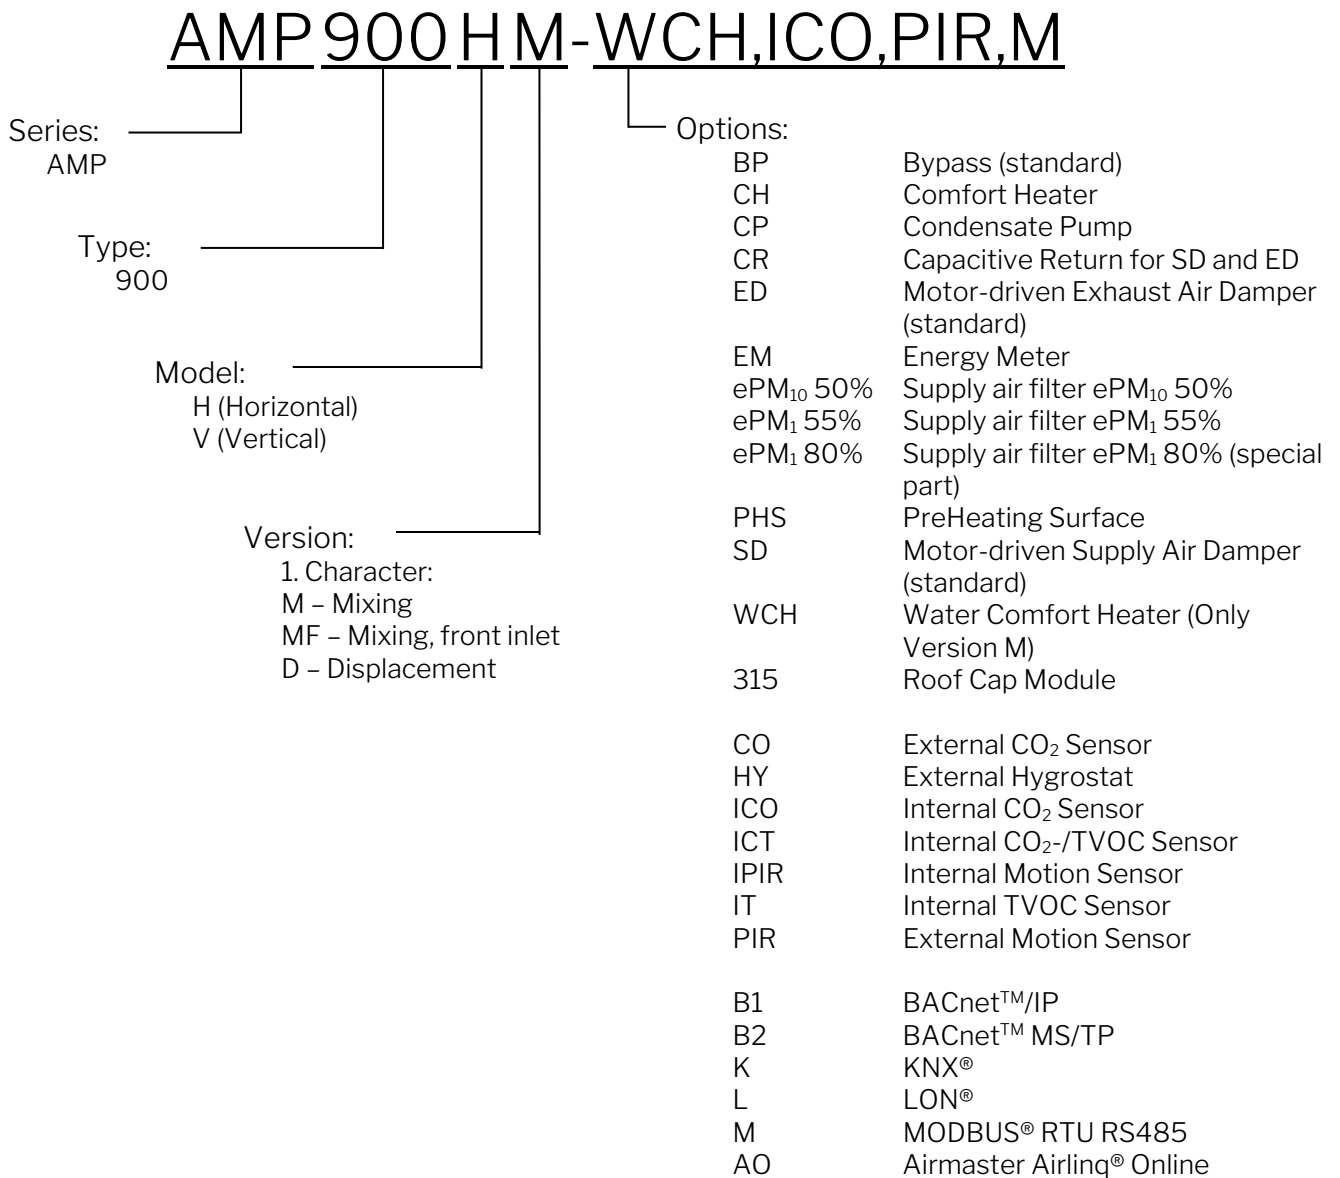 AMP 900 H M-WCH,ICO,PIR,M
Series:
AMP
Type:
900
Model:
H (Horizontal)
V (Vertical)
Version:
1. Character:
M – Mixing
MF – Mixing, front inlet
D – Displacement
Options:
BP Bypass (standard)
CH Comfort Heater
CP Condensate Pump
CR Capacitive Return for SD and ED
ED Motor-driven Exhaust Air Damper
(standard)
EM Energy Meter
ePM₁₀ 50% Supply air filter ePM₁₀ 50%
ePM₁ 55% Supply air filter ePM₁ 55%
ePM₁ 80% Supply air filter ePM₁ 80% (special
part)
PHS PreHeating Surface
SD Motor-driven Supply Air Damper
(standard)
WCH Water Comfort Heater (Only
Version M)
315 Roof Cap Module
CO External CO₂ Sensor
HY External Hygrostat
ICO Internal CO₂ Sensor
ICT Internal CO₂-/TVOC Sensor
IPIR Internal Motion Sensor
IT Internal TVOC Sensor
PIR External Motion Sensor
B1 BACnet™/IP
B2 BACnet™ MS/TP
K KNX®
L LON®
M MODBUS® RTU RS485
AO Airmaster Airlinq® Online